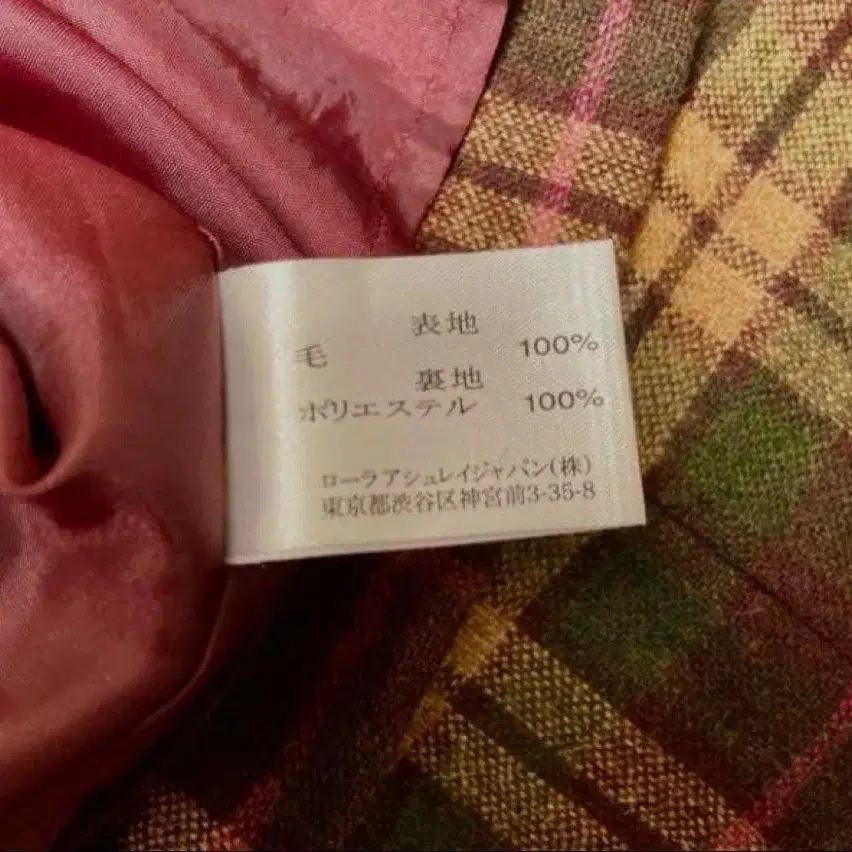 表地
毛 100%
裏地
ポリエステル 100%
ローラアシュレイジャパン(株)
東京都渋谷区神宮前3-35-8